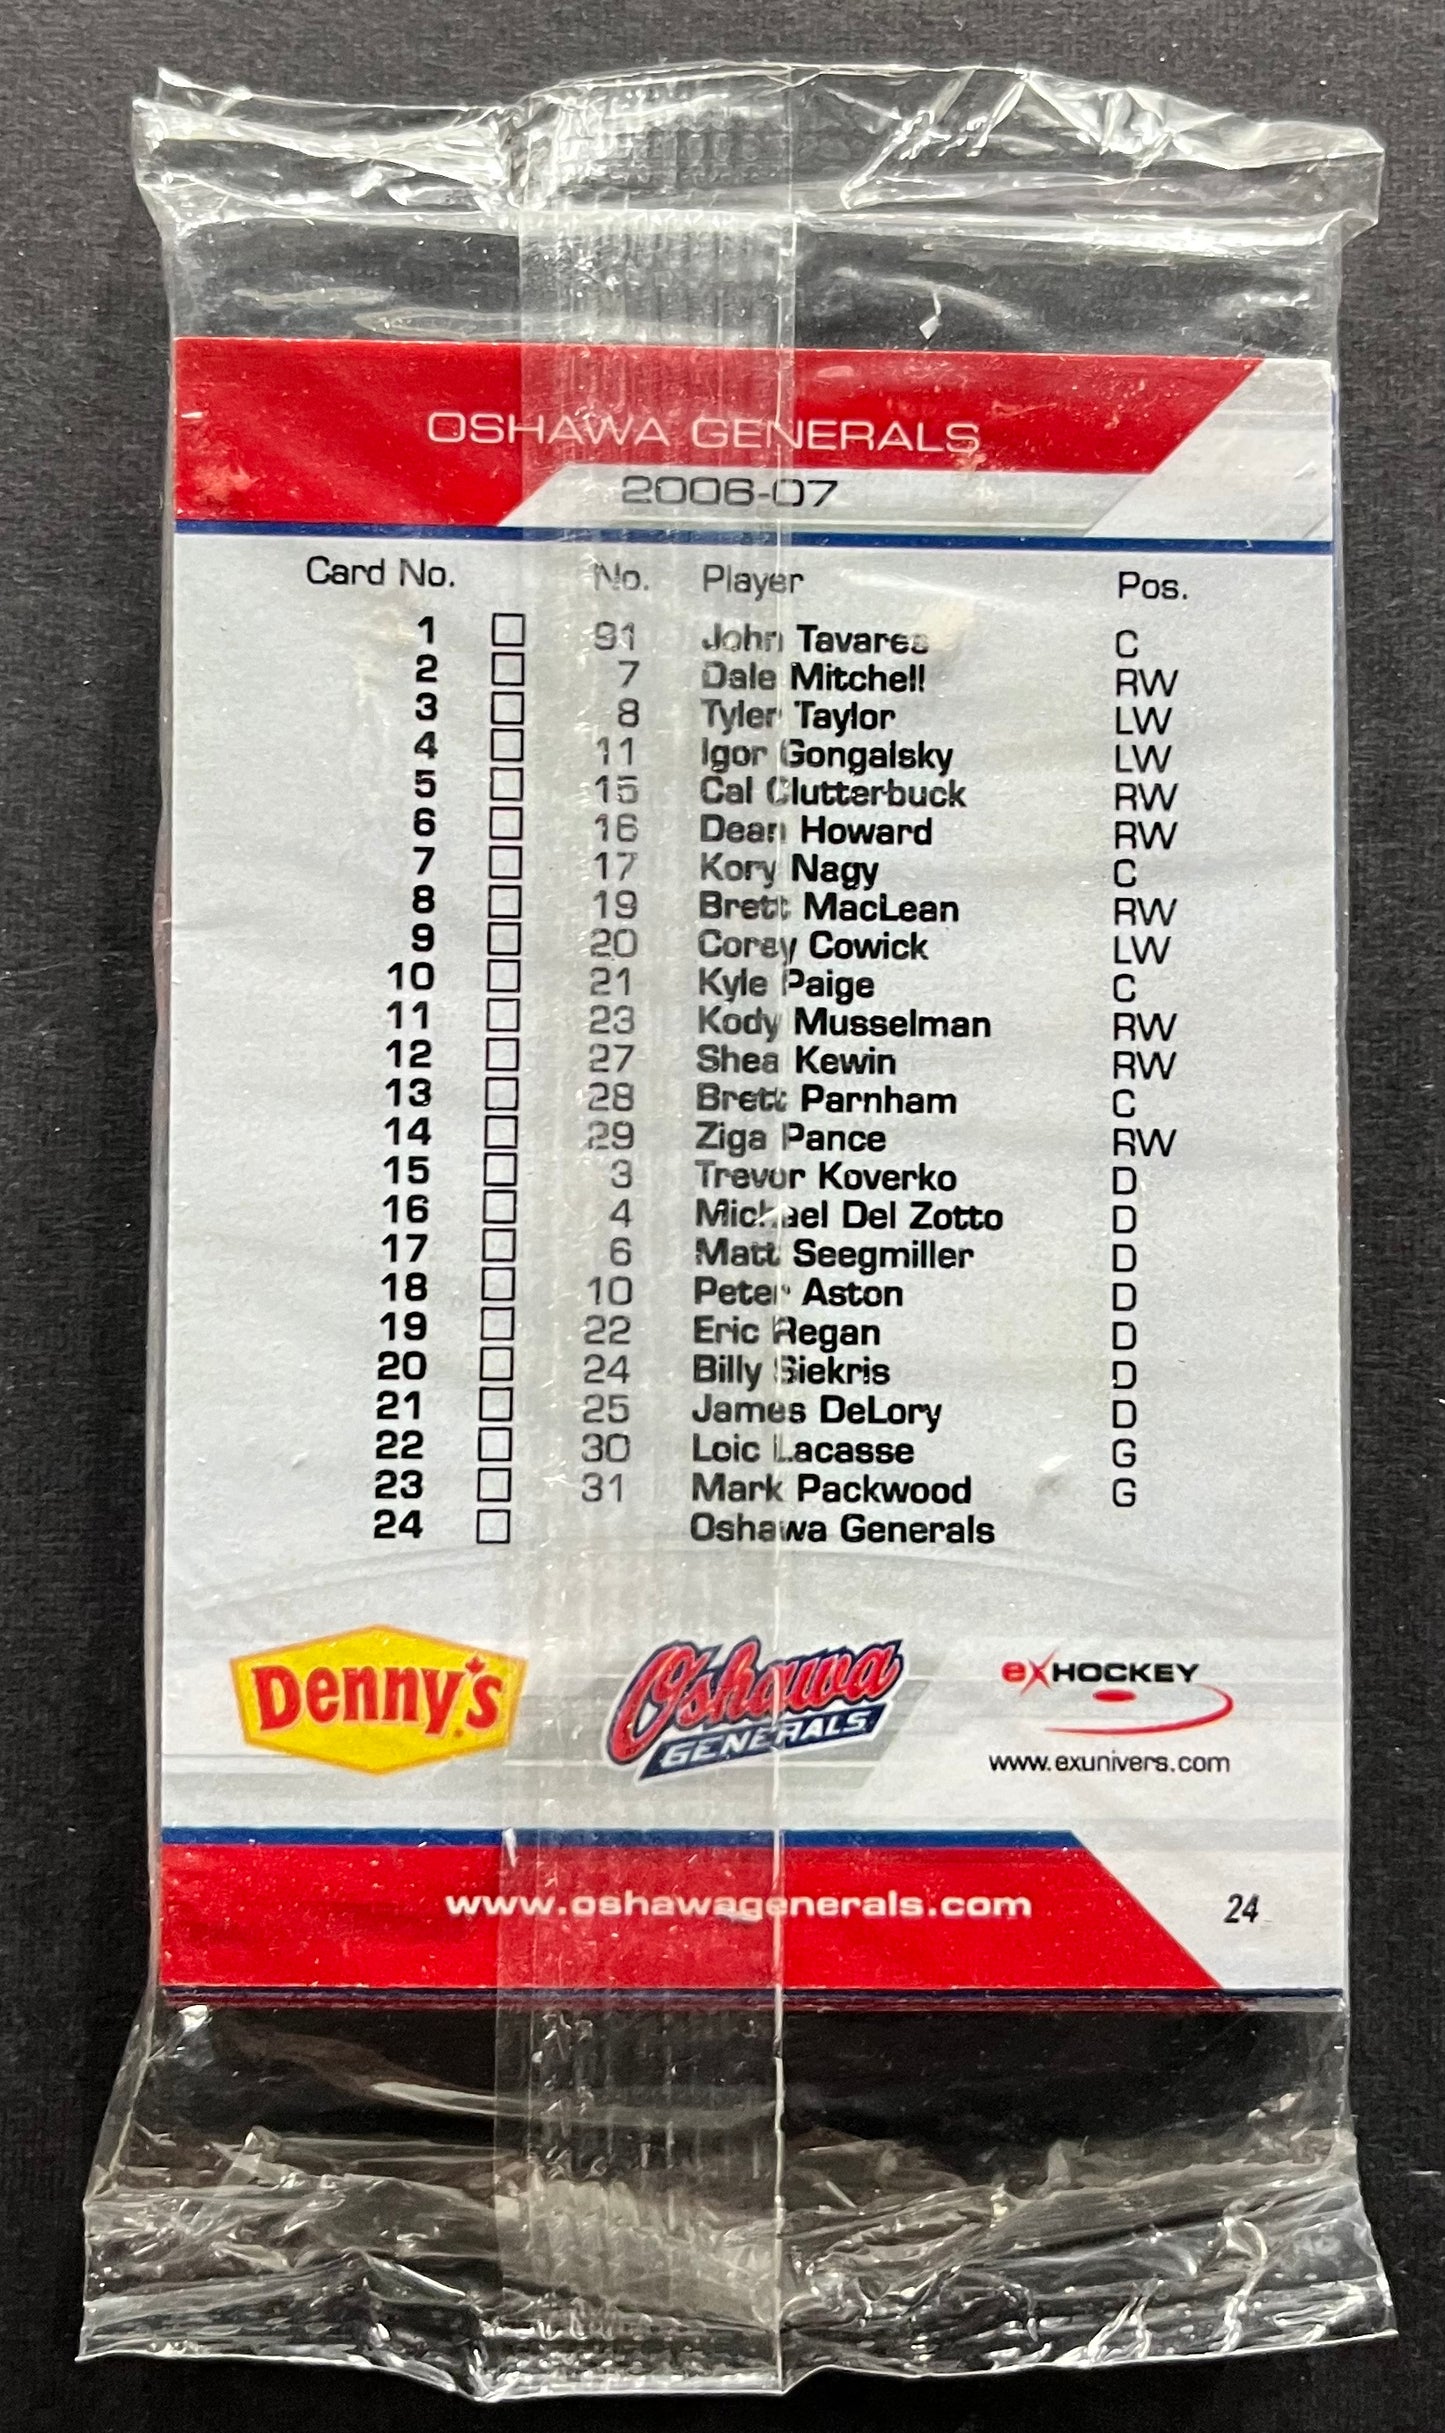 OSHAWA GENERALS
2006-07
Card No. No. Player Pos.
1 91 John Tavares C
2 7 Dale Mitchell RW
3 8 Tyler Taylor LW
4 11 Igor Gongalsky LW
5 15 Cal Clutterbuck RW
6 16 Dean Howard RW
7 17 Kory Nagy C
8 19 Brett MacLean RW
9 20 Corey Cowick LW
10 21 Kyle Paige C
11 23 Kody Musselman RW
12 27 Shea Kewin RW
13 28 Brett Parnham C
14 29 Ziga Pance RW
15 3 Trevor Koverko D
16 4 Michael Del Zotto D
17 6 Matt Seegmiller D
18 10 Peter Aston D
19 22 Eric Regan D
20 24 Billy Siekris D
21 25 James DeLory D
22 30 Loic Lacasse G
23 31 Mark Packwood G
24 Oshawa Generals
Denny's
Oshawa
GENERALS
exHOCKEY
www.exunivers.com
www.oshawagenerals.com
24